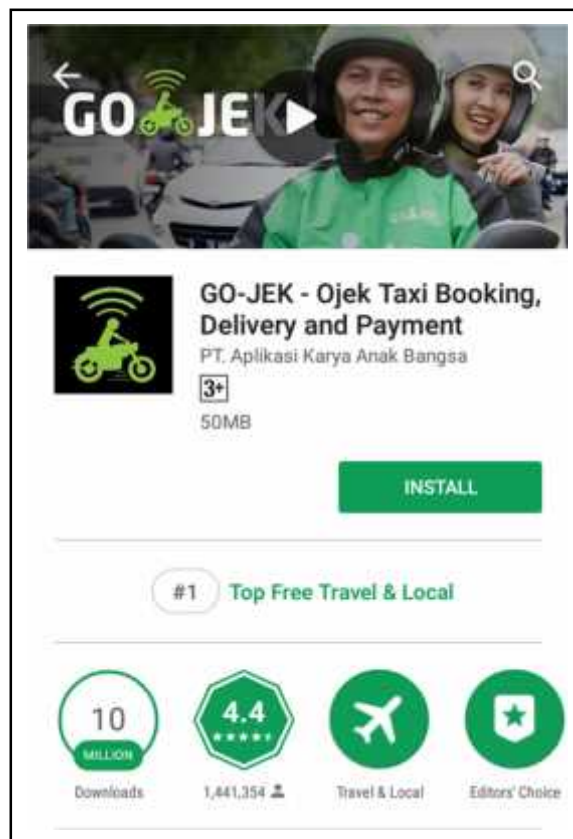 GO JEK
GO-JEK - Ojek Taxi Booking,
Delivery and Payment
PT. Aplikasi Karya Anak Bangsa
3+
50MB
INSTALL
#1 Top Free Travel & Local
10
MILLION
Downloads
4.4
1,441,354
Travel & Local
Editors' Choice